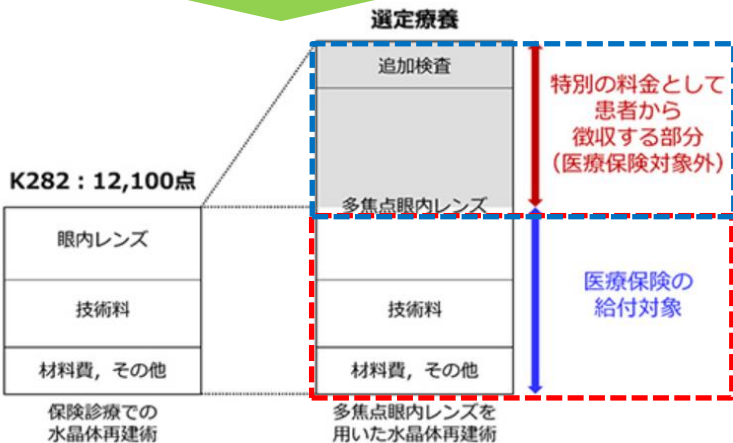 選定療養
追加検査
特別の料金として
患者から
徴収する部分
(医療保険対象外)
K282:12,100点
多焦点眼内レンズ
眼内レンズ
医療保険の
給付対象
技術料
技術料
材料費,その他
材料費,その他
保険診療での
水晶体再建術
多焦点眼内レンズを
用いた水晶体再建術